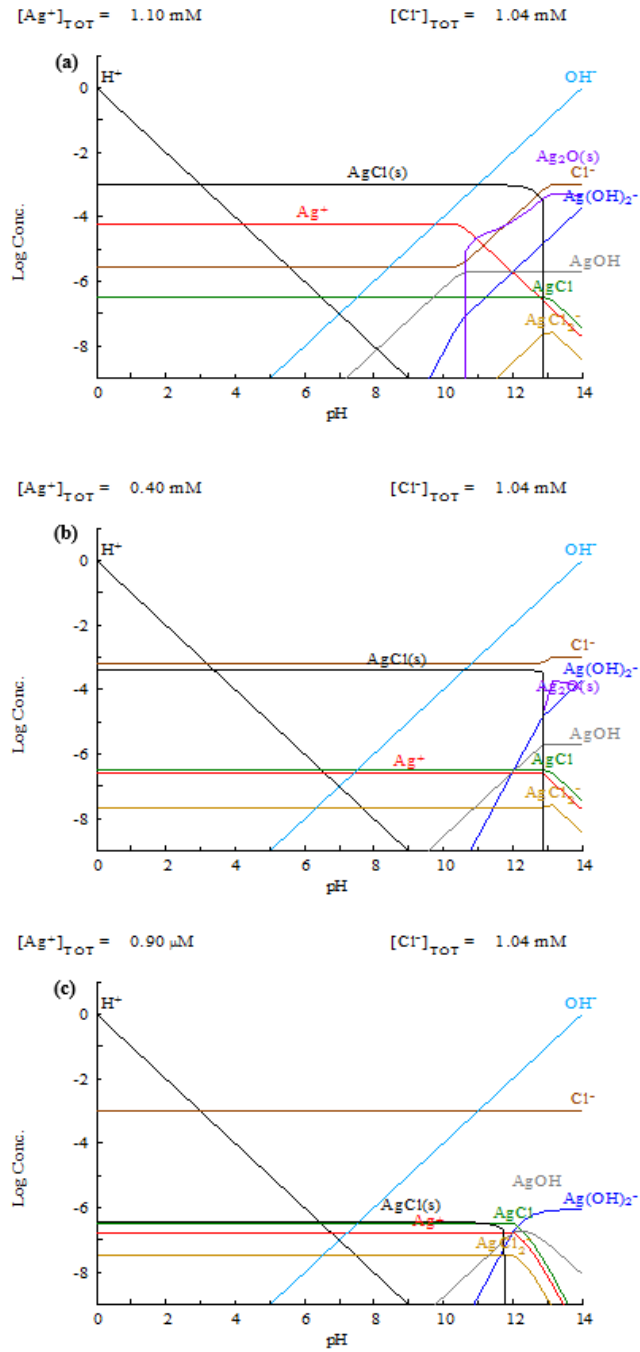 [Ag⁺]TOT = 1.10 mM [Cl⁻]TOT = 1.04 mM
(a)
H⁺ OH⁻
0
Ag₂O(s)
-2
AgCl(s) Cl⁻
Ag(OH)₂⁻
Log Conc.
-4
Ag⁺
AgOH
-6
AgCl
AgCl₂⁻
-8
0 2 4 6 8 10 12 14
pH
[Ag⁺]TOT = 0.40 mM [Cl⁻]TOT = 1.04 mM
(b)
H⁺ OH⁻
0
-2
Cl⁻
AgCl(s)
Ag(OH)₂⁻
Log Conc.
-4
Ag₂O(s)
AgOH
-6
Ag⁺ AgCl
AgCl₂⁻
-8
0 2 4 6 8 10 12 14
pH
[Ag⁺]TOT = 0.90 µM [Cl⁻]TOT = 1.04 mM
(c)
H⁺ OH⁻
0
-2
Cl⁻
Log Conc.
-4
AgOH
AgCl(s) Ag(OH)₂⁻
-6
Ag⁺ AgCl
AgCl₂
-8
0 2 4 6 8 10 12 14
pH